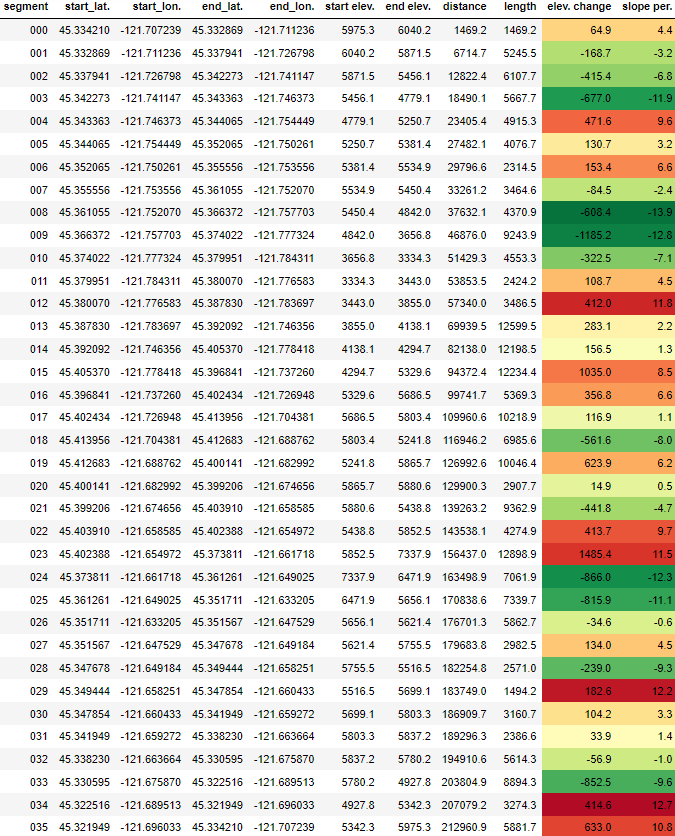 segment start_lat. start_lon. end_lat. end_lon. start elev. end elev. distance length elev. change slope per.
000 45.334210 -121.707239 45.332869 -121.711236 5975.3 6040.2 1469.2 1469.2 64.9 4.4
001 45.332869 -121.711236 45.337941 -121.726798 6040.2 5871.5 6714.7 5245.5 -168.7 -3.2
002 45.337941 -121.726798 45.342273 -121.741147 5871.5 5456.1 12822.4 6107.7 -415.4 -6.8
003 45.342273 -121.741147 45.343363 -121.746373 5456.1 4779.1 18490.1 5667.7 -677.0 -11.9
004 45.343363 -121.746373 45.344065 -121.754449 4779.1 5250.7 23405.4 4915.3 471.6 9.6
005 45.344065 -121.754449 45.352065 -121.750261 5250.7 5381.4 27482.1 4076.7 130.7 3.2
006 45.352065 -121.750261 45.355556 -121.753556 5381.4 5534.9 29796.6 2314.5 153.4 6.6
007 45.355556 -121.753556 45.361055 -121.752070 5534.9 5450.4 33261.2 3464.6 -84.5 -2.4
008 45.361055 -121.752070 45.366372 -121.757703 5450.4 4842.0 37632.1 4370.9 -608.4 -13.9
009 45.366372 -121.757703 45.374022 -121.777324 4842.0 3656.8 46876.0 9243.9 -1185.2 -12.8
010 45.374022 -121.777324 45.379951 -121.784311 3656.8 3334.3 51429.3 4553.3 -322.5 -7.1
011 45.379951 -121.784311 45.380070 -121.776583 3334.3 3443.0 53853.5 2424.2 108.7 4.5
012 45.380070 -121.776583 45.387830 -121.783697 3443.0 3855.0 57340.0 3486.5 412.0 11.8
013 45.387830 -121.783697 45.392092 -121.746356 3855.0 4138.1 69939.5 12599.5 283.1 2.2
014 45.392092 -121.746356 45.405370 -121.778418 4138.1 4294.7 82138.0 12198.5 156.5 1.3
015 45.405370 -121.778418 45.396841 -121.737260 4294.7 5329.6 94372.4 12234.4 1035.0 8.5
016 45.396841 -121.737260 45.402434 -121.726948 5329.6 5686.5 99741.7 5369.3 356.8 6.6
017 45.402434 -121.726948 45.413956 -121.704381 5686.5 5803.4 109960.6 10218.9 116.9 1.1
018 45.413956 -121.704381 45.412683 -121.688762 5803.4 5241.8 116946.2 6985.6 -561.6 -8.0
019 45.412683 -121.688762 45.400141 -121.682992 5241.8 5865.7 126992.6 10046.4 623.9 6.2
020 45.400141 -121.682992 45.399206 -121.674656 5865.7 5880.6 129900.3 2907.7 14.9 0.5
021 45.399206 -121.674656 45.403910 -121.658585 5880.6 5438.8 139263.2 9362.9 -441.8 -4.7
022 45.403910 -121.658585 45.402388 -121.654972 5438.8 5852.5 143538.1 4274.9 413.7 9.7
023 45.402388 -121.654972 45.373811 -121.661718 5852.5 7337.9 156437.0 12898.9 1485.4 11.5
024 45.373811 -121.661718 45.361261 -121.649025 7337.9 6471.9 163498.9 7061.9 -866.0 -12.3
025 45.361261 -121.649025 45.351711 -121.633205 6471.9 5656.1 170838.6 7339.7 -815.9 -11.1
026 45.351711 -121.633205 45.351567 -121.647529 5656.1 5621.4 176701.3 5862.7 -34.6 -0.6
027 45.351567 -121.647529 45.347678 -121.649184 5621.4 5755.5 179683.8 2982.5 134.0 4.5
028 45.347678 -121.649184 45.349444 -121.658251 5755.5 5516.5 182254.8 2571.0 -239.0 -9.3
029 45.349444 -121.658251 45.347854 -121.660433 5516.5 5699.1 183749.0 1494.2 182.6 12.2
030 45.347854 -121.660433 45.341949 -121.659272 5699.1 5803.3 186909.7 3160.7 104.2 3.3
031 45.341949 -121.659272 45.338230 -121.663664 5803.3 5837.2 189296.3 2386.6 33.9 1.4
032 45.338230 -121.663664 45.330595 -121.675870 5837.2 5780.2 194910.6 5614.3 -56.9 -1.0
033 45.330595 -121.675870 45.322516 -121.689513 5780.2 4927.8 203804.9 8894.3 -852.5 -9.6
034 45.322516 -121.689513 45.321949 -121.696033 4927.8 5342.3 207079.2 3274.3 414.6 12.7
035 45.321949 -121.696033 45.334210 -121.707239 5342.3 5975.3 212960.9 5881.7 633.0 10.8